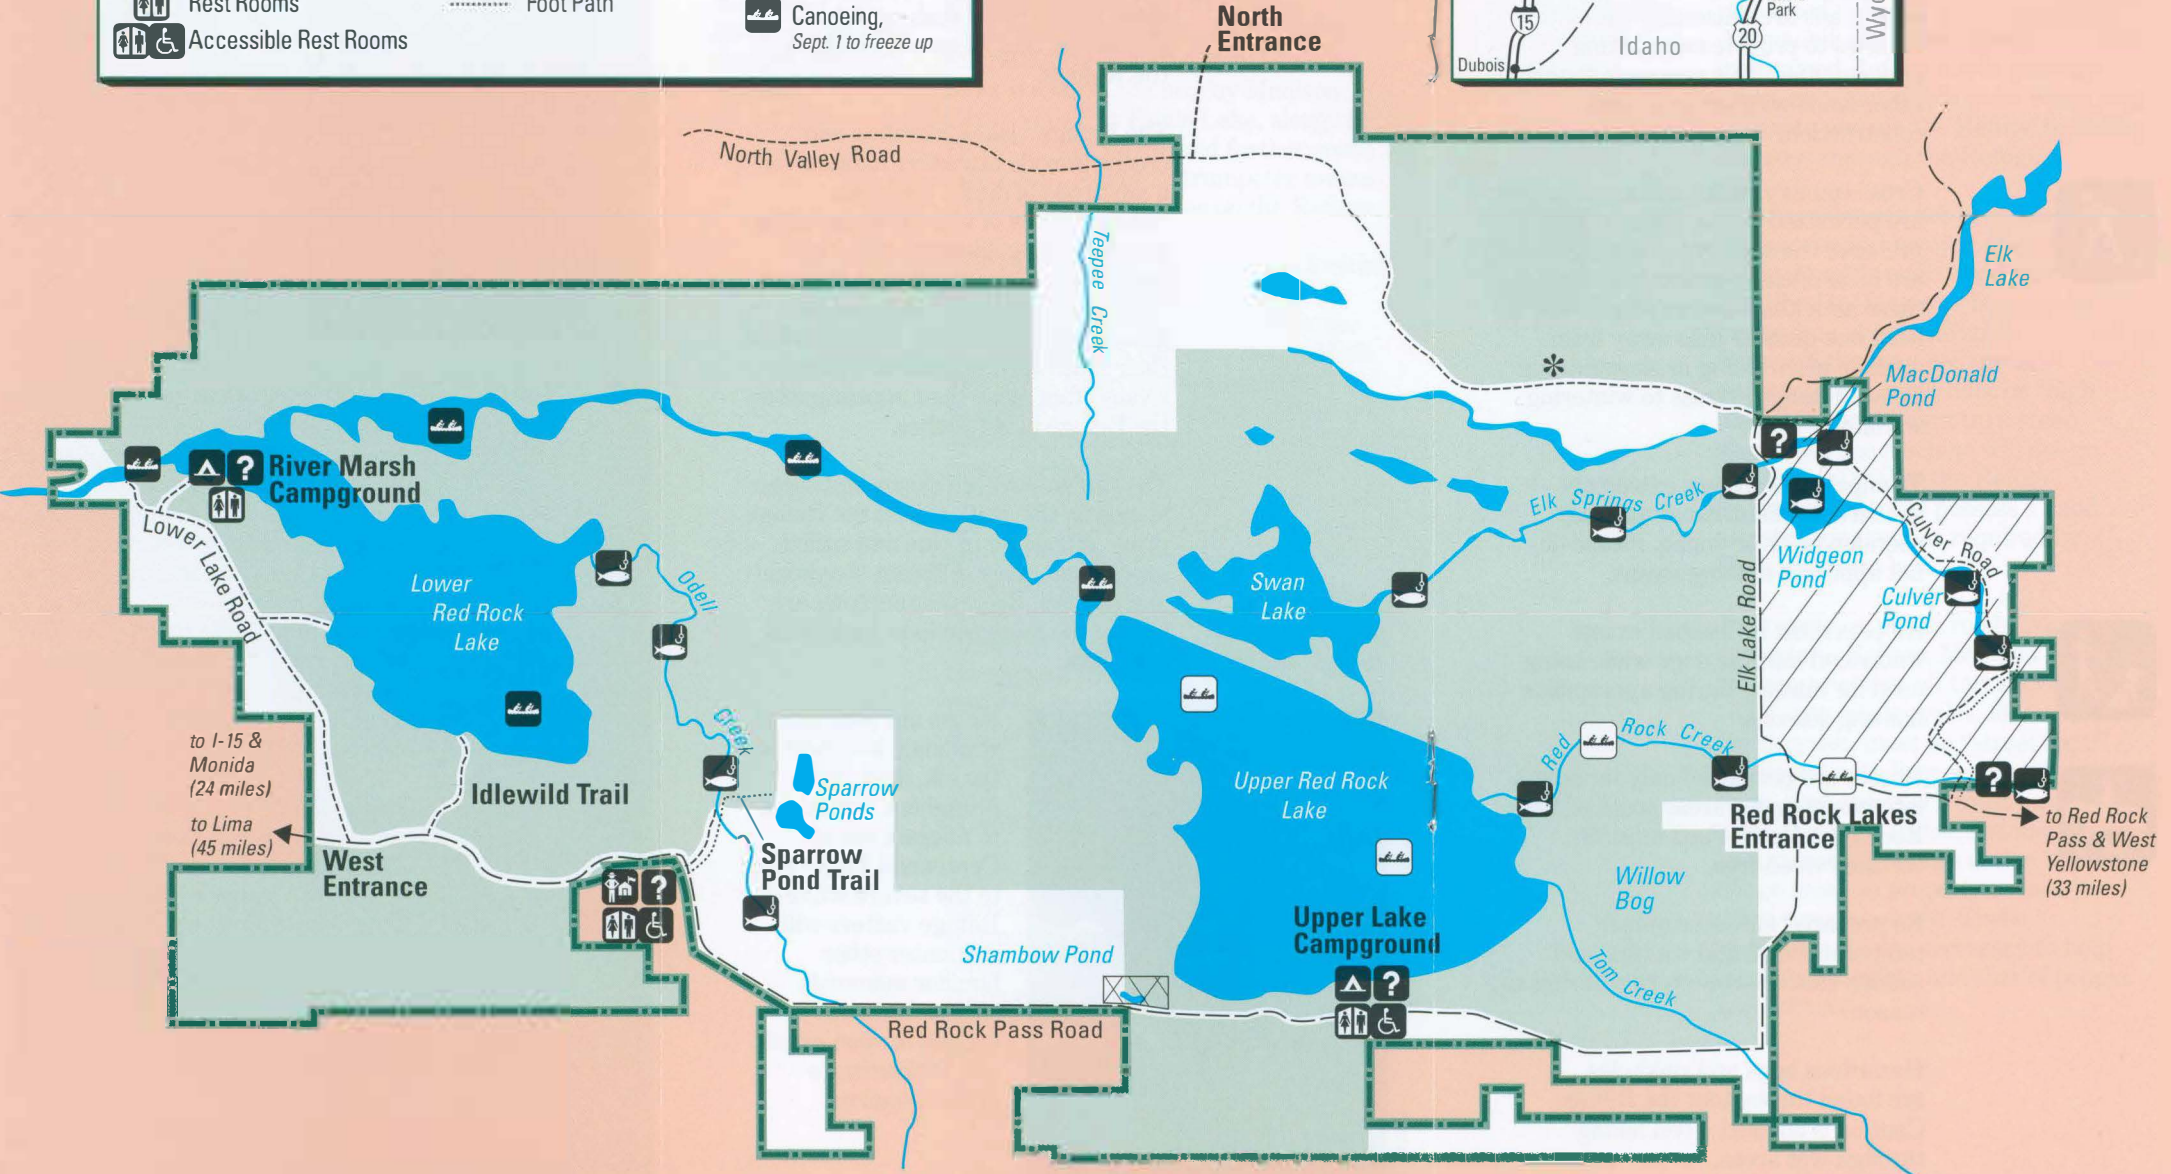 Rest Rooms
Foot Path
Accessible Rest Rooms
Canoeing,
Sept. 1 to freeze up
North
Entrance
15
Dubois
Idaho
20
Park
North Valley Road
Teepee Creek
Elk
Lake
MacDonald
Pond
*
?
River Marsh
Campground
Lower Lake Road
Lower
Red Rock
Lake
Odell
Creek
Swan
Lake
Elk Springs Creek
?
Widgeon
Pond
Culver Road
Culver
Pond
Elk Lake Road
to I-15 &
Monida
(24 miles)
to Lima
(45 miles)
West
Entrance
Idlewild Trail
Sparrow
Ponds
Sparrow
Pond Trail
?
Upper Red Rock
Lake
Red Rock Creek
?
Red Rock Lakes
Entrance
to Red Rock
Pass & West
Yellowstone
(33 miles)
Willow
Bog
Upper Lake
Campground
?
Shambow Pond
Tom Creek
Red Rock Pass Road